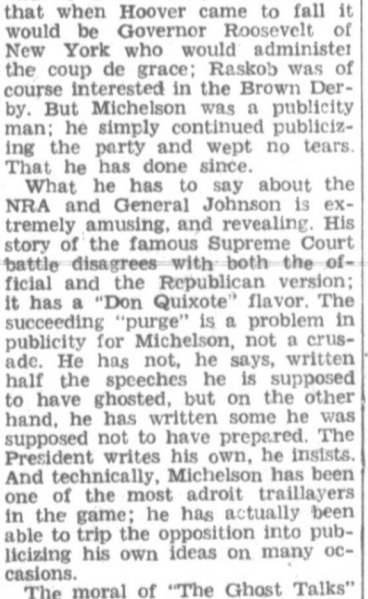 that when Hoover came to fall it
would be Governor Roosevelt of
New York who would administer
the coup de grace; Raskob was of
course interested in the Brown Der-
by. But Michelson was a publicity
man; he simply continued publiciz-
ing the party and wept no tears.
That he has done since.
What he has to say about the
NRA and General Johnson is ex-
tremely amusing, and revealing. His
story of the famous Supreme Court
battle disagrees with both the of-
ficial and the Republican version;
it has a "Don Quixote" flavor. The
succeeding "purge" is a problem in
publicity for Michelson, not a crus-
ade. He has not, he says, written
half the speeches he is supposed
to have ghosted, but on the other
hand, he has written some he was
supposed not to have prepared. The
President writes his own, he insists.
And technically, Michelson has been
one of the most adroit traillayers
in the game; he has actually been
able to trip the opposition into pub-
licizing his own ideas on many oc-
casions.
The moral of "The Ghost Talks"